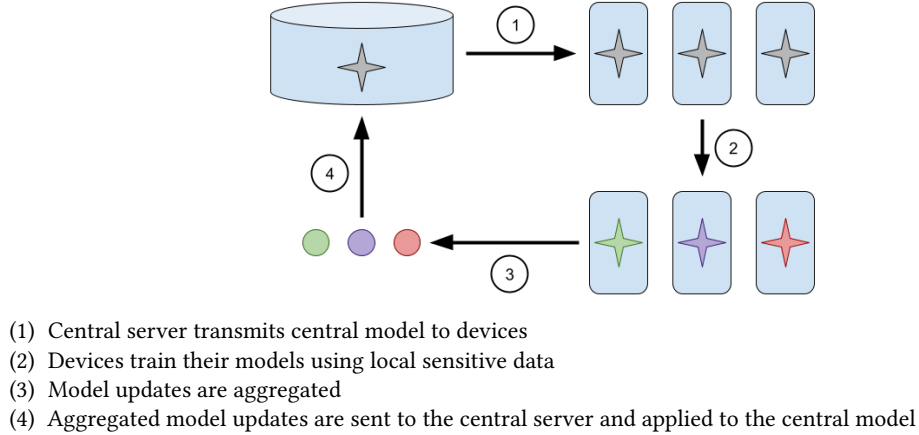 1
2
4
3
(1) Central server transmits central model to devices
(2) Devices train their models using local sensitive data
(3) Model updates are aggregated
(4) Aggregated model updates are sent to the central server and applied to the central model